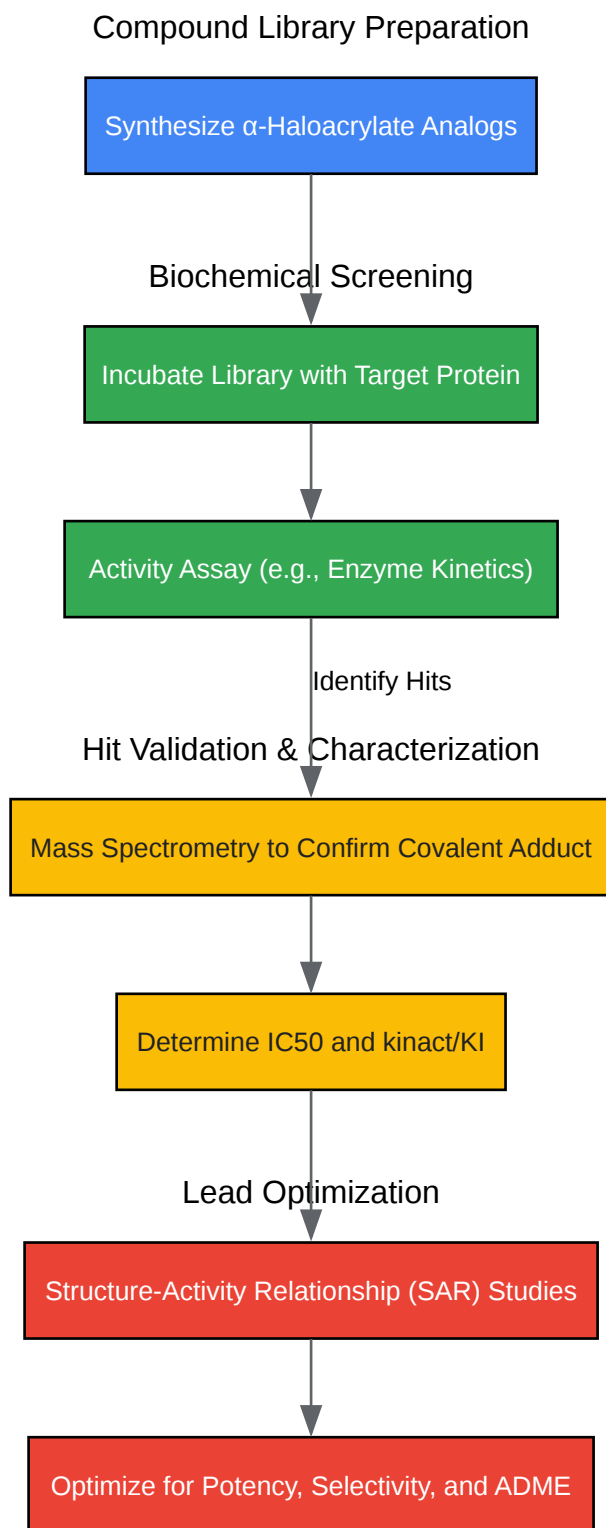 Compound Library Preparation
Synthesize α-Haloacrylate Analogs
Biochemical Screening
Incubate Library with Target Protein
Activity Assay (e.g., Enzyme Kinetics)
Identify Hits
Hit Validation & Characterization
Mass Spectrometry to Confirm Covalent Adduct
Determine IC50 and kinact/KI
Lead Optimization
Structure-Activity Relationship (SAR) Studies
Optimize for Potency, Selectivity, and ADME